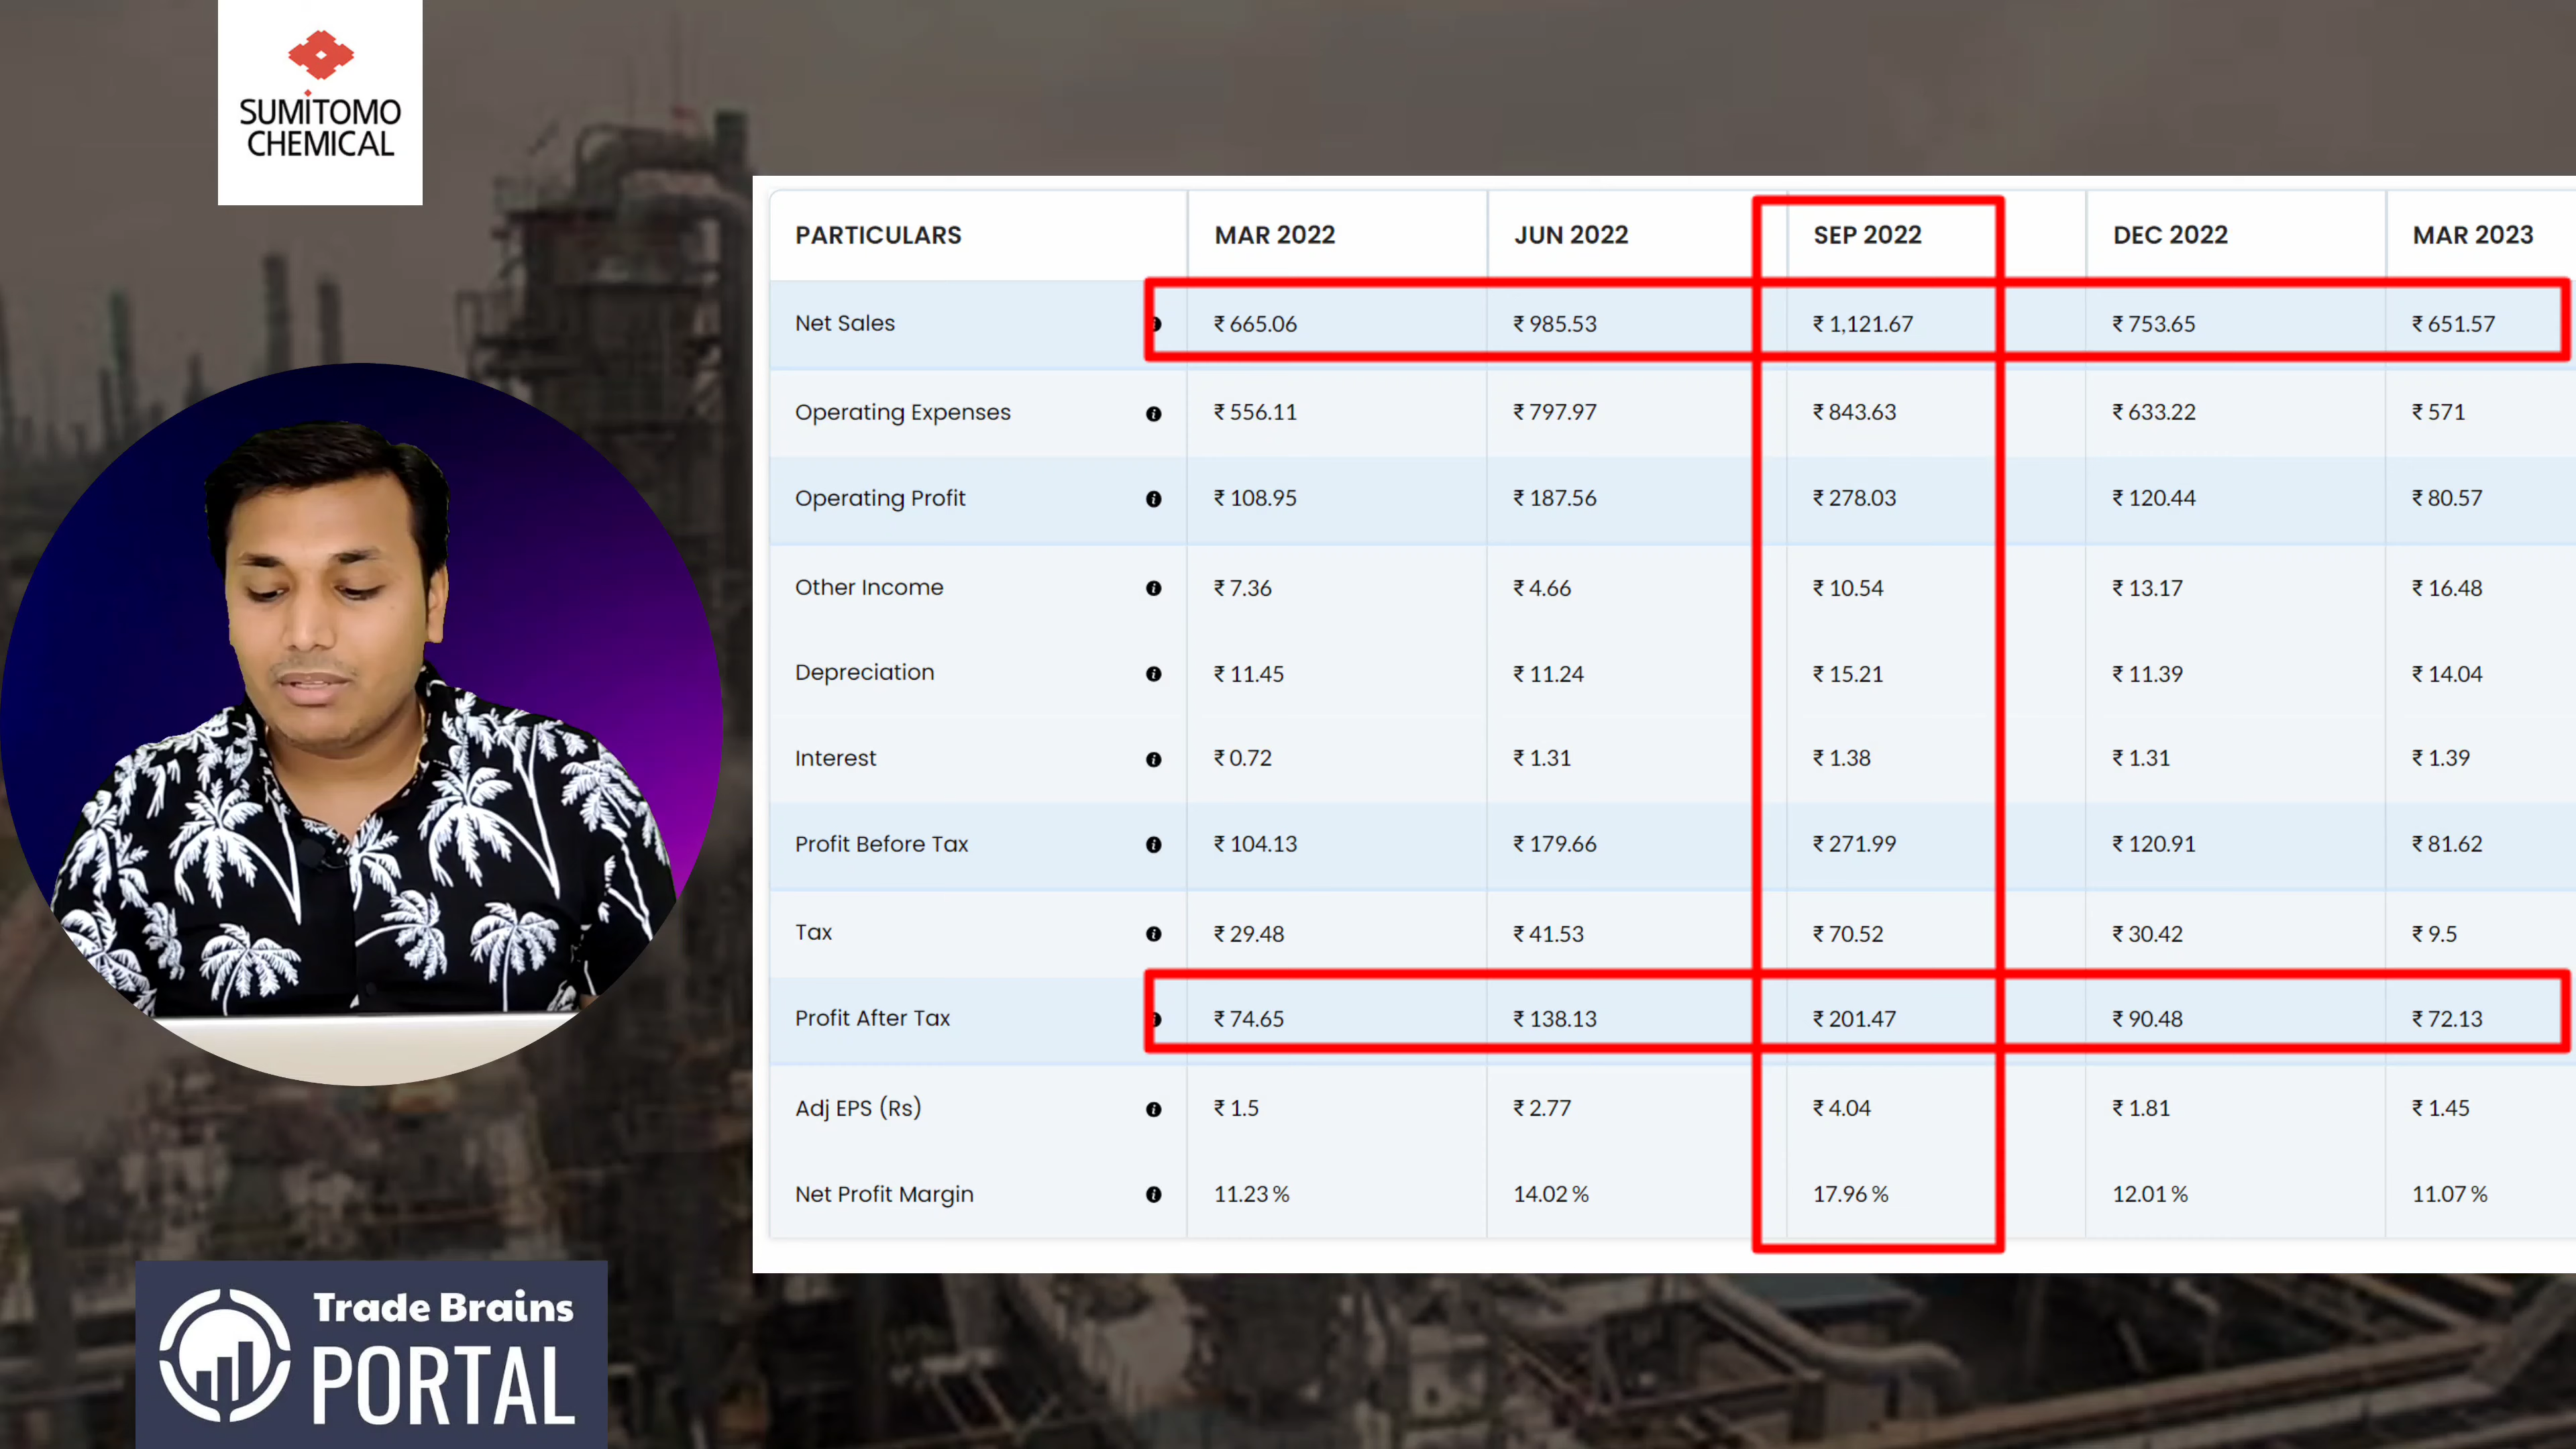 SUMITOMO
CHEMICAL
PARTICULARS MAR 2022 JUN 2022 SEP 2022 DEC 2022 MAR 2023
Net Sales ₹ 665.06 ₹ 985.53 ₹ 1,121.67 ₹ 753.65 ₹ 651.57
Operating Expenses ₹ 556.11 ₹ 797.97 ₹ 843.63 ₹ 633.22 ₹ 571
Operating Profit ₹ 108.95 ₹ 187.56 ₹ 278.03 ₹ 120.44 ₹ 80.57
Other Income ₹ 7.36 ₹ 4.66 ₹ 10.54 ₹ 13.17 ₹ 16.48
Depreciation ₹ 11.45 ₹ 11.24 ₹ 15.21 ₹ 11.39 ₹ 14.04
Interest ₹ 0.72 ₹ 1.31 ₹ 1.38 ₹ 1.31 ₹ 1.39
Profit Before Tax ₹ 104.13 ₹ 179.66 ₹ 271.99 ₹ 120.91 ₹ 81.62
Tax ₹ 29.48 ₹ 41.53 ₹ 70.52 ₹ 30.42 ₹ 9.5
Profit After Tax ₹ 74.65 ₹ 138.13 ₹ 201.47 ₹ 90.48 ₹ 72.13
Adj EPS (Rs) ₹ 1.5 ₹ 2.77 ₹ 4.04 ₹ 1.81 ₹ 1.45
Net Profit Margin 11.23 % 14.02 % 17.96 % 12.01 % 11.07 %
Trade Brains
PORTAL